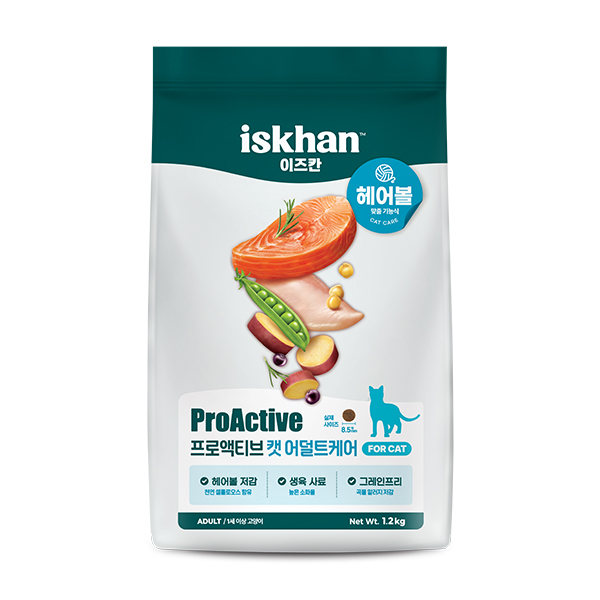 iskhan™
이즈칸
헤어볼
맞춤 기능식
CAT CARE
ProActive
실제
사이즈
8.5mm
프로액티브 캣 어덜트케어
FOR CAT
헤어볼 저감
천연 셀룰로오스 함유
생육 사료
높은 소화율
그레인프리
곡물 알러지 저감
ADULT / 1세 이상 고양이
Net Wt. 1.2kg